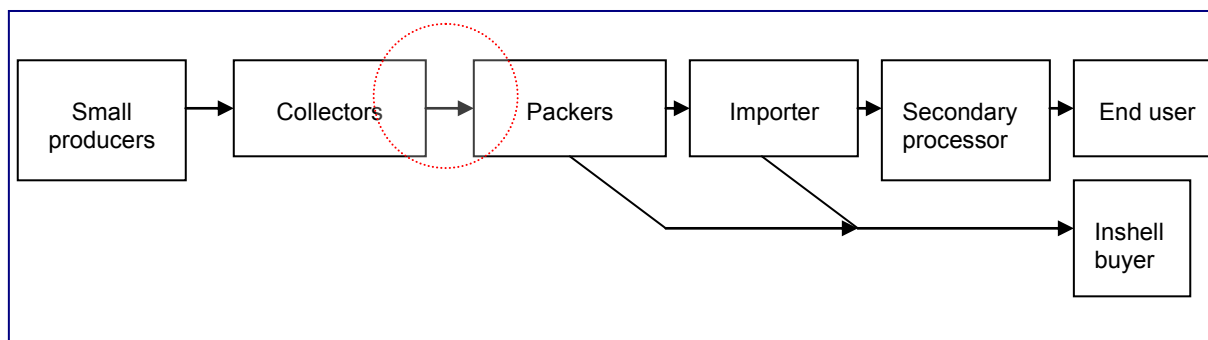 Small
producers
Collectors
Packers
Importer
Secondary
processor
End user
Inshell
buyer